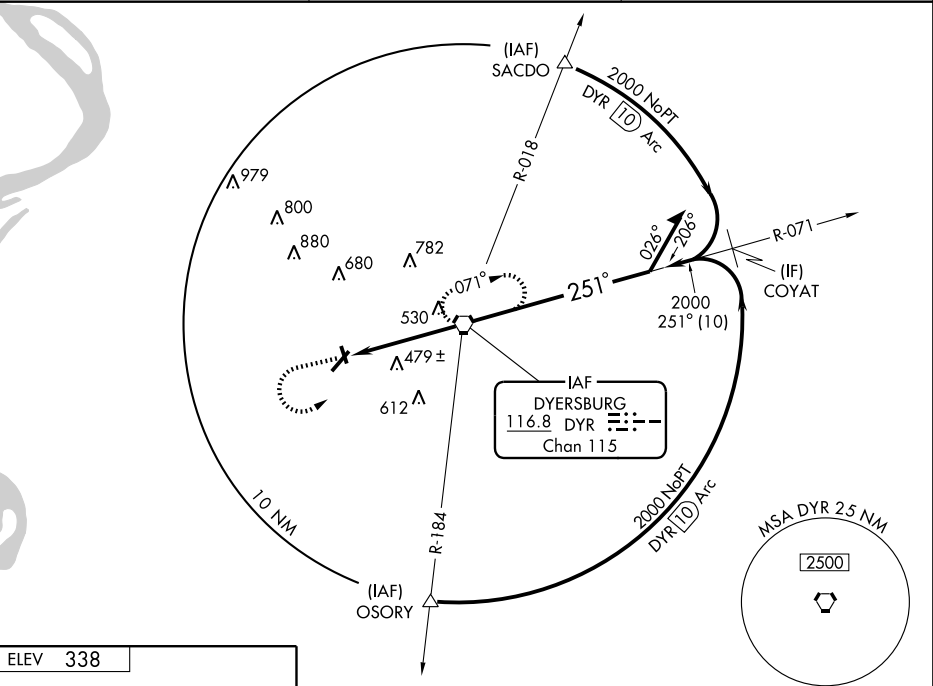 (IAF)
SACDO
2000 NoPT
DYR 10 Arc
R-018
979
800
880
680
782
530
071°
026°
206°
R-071
(IF)
COYAT
251°
2000
251° (10)
479 ±
612
IAF
DYERSBURG
116.8 DYR
Chan 115
10 NM
R-184
2000 NoPT
DYR 10 Arc
(IAF)
OSORY
MSA DYR 25 NM
2500
ELEV 338